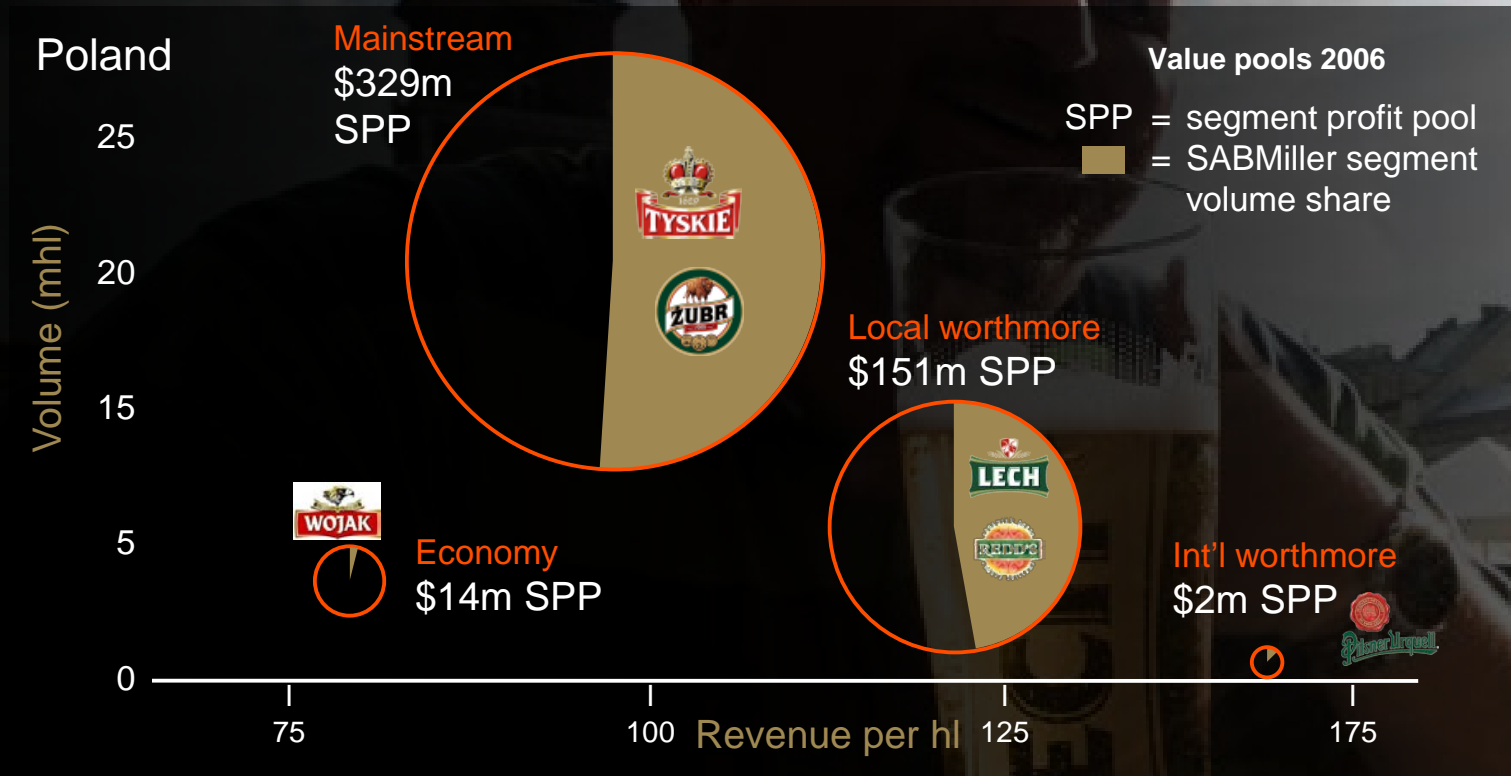 Poland
Mainstream
$329m
SPP
Value pools 2006
SPP = segment profit pool
= SABMiller segment
volume share
25
20
15
5
0
Volume (mhl)
1629
TYSKIE
ŻUBR
Local worthmore
$151m SPP
LECH
REDD'S
WOJAK
Economy
$14m SPP
Int'l worthmore
$2m SPP
Pilsner Urquell
75
100
125
175
Revenue per hl